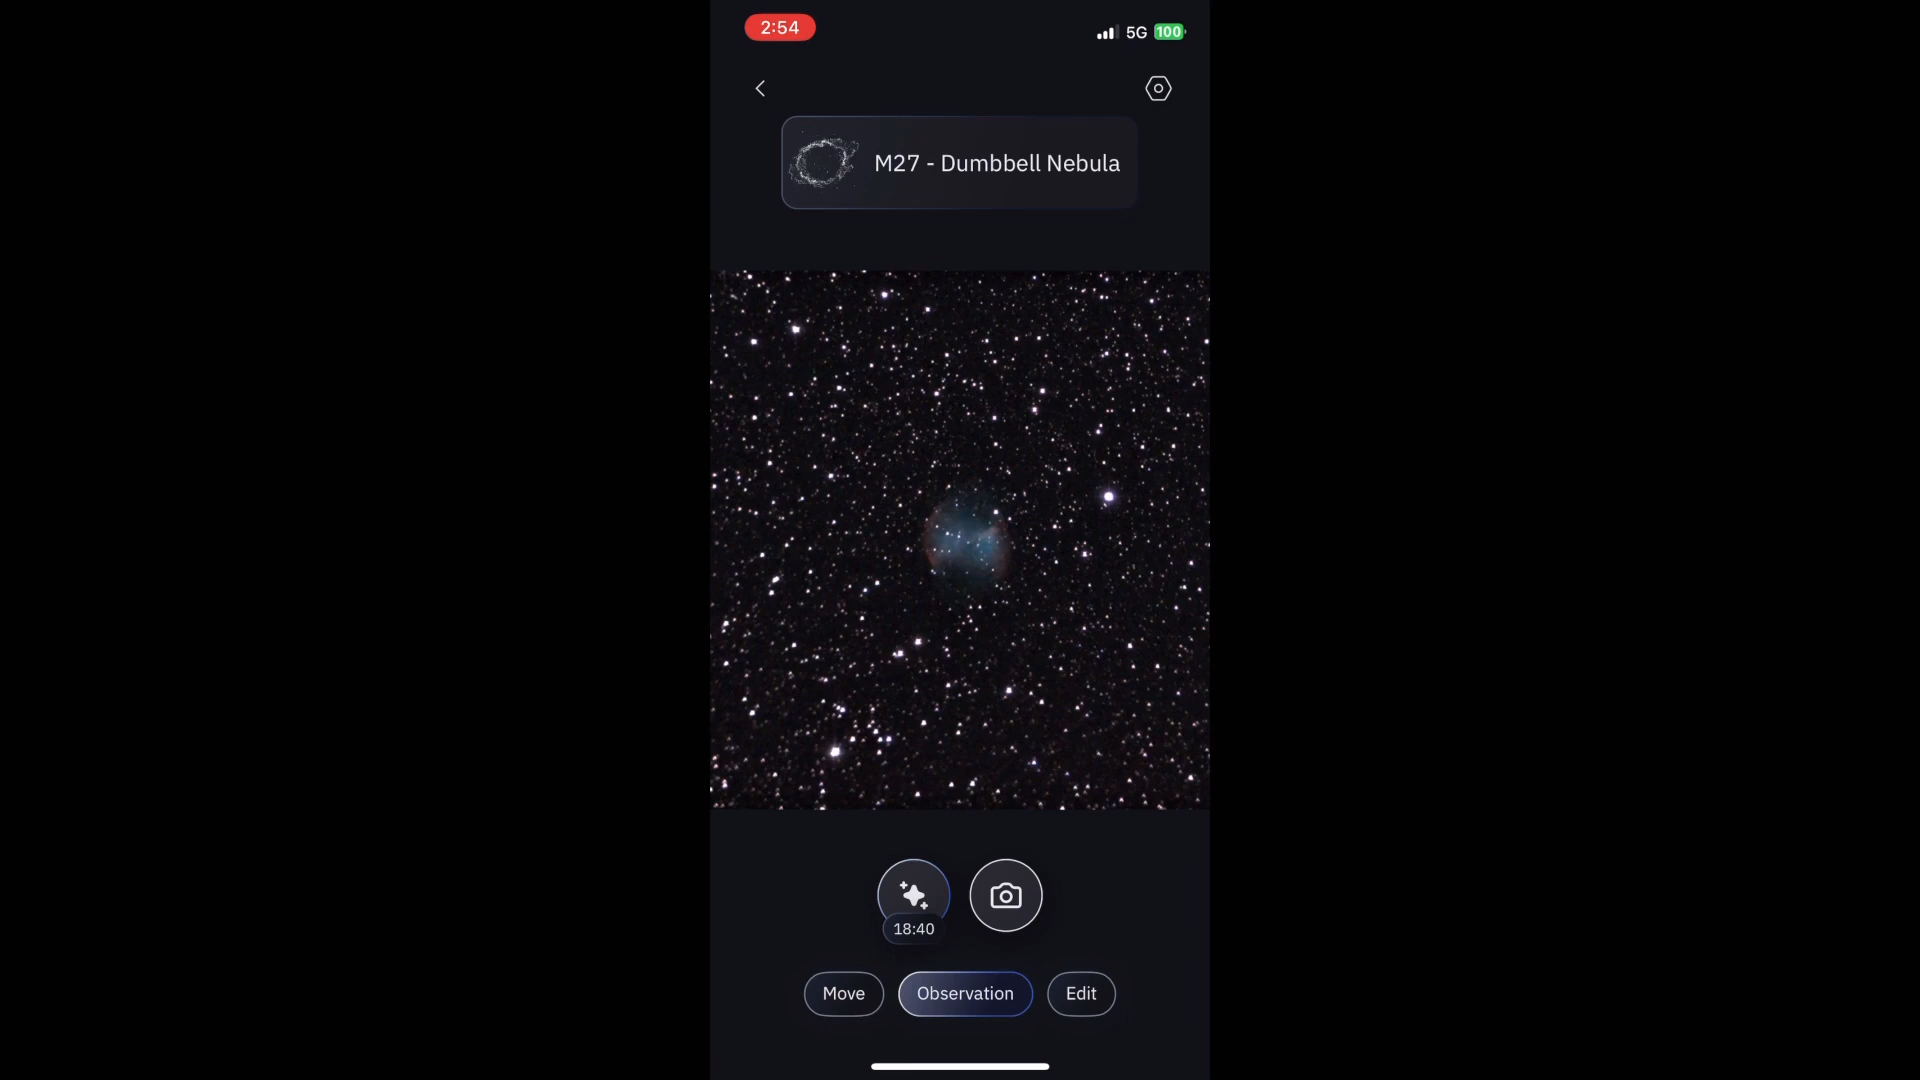 2:54
5G 100
M27 - Dumbbell Nebula
18:40
Move Observation Edit